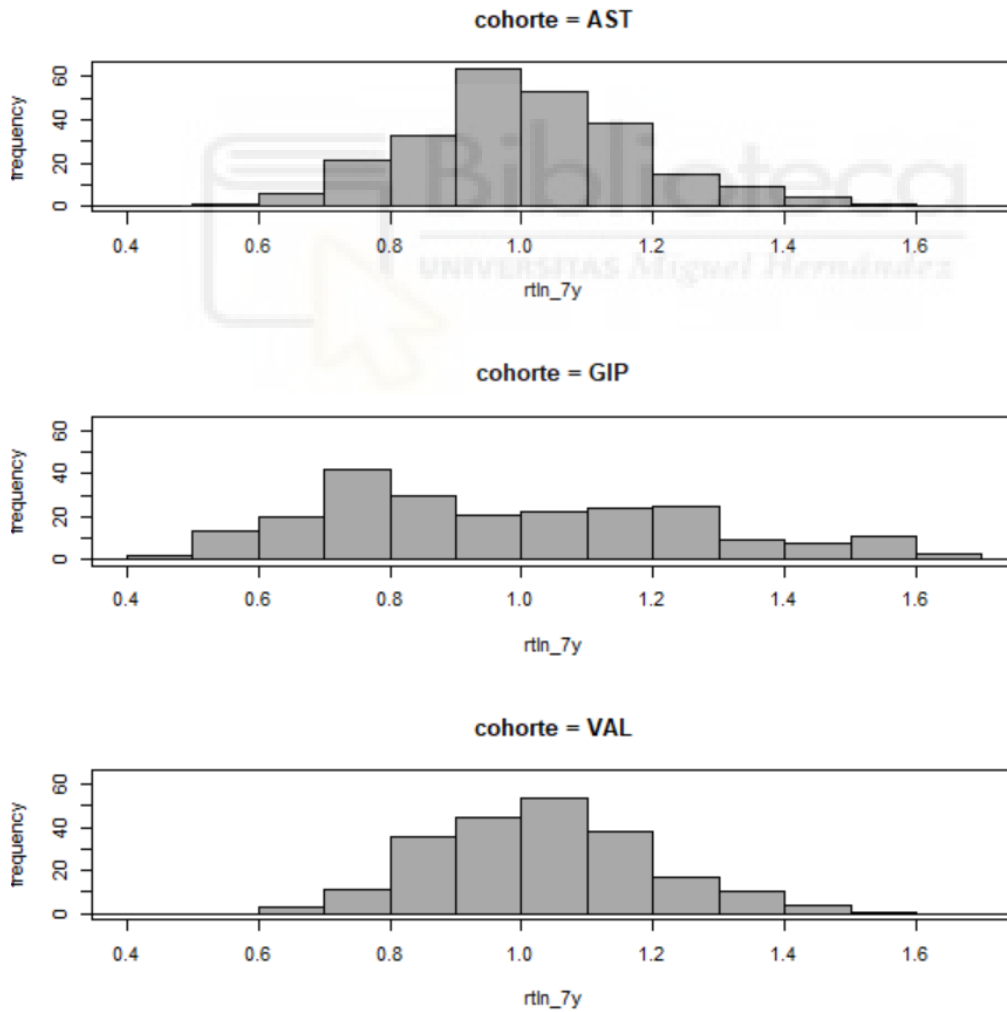 cohorte = AST
frequency
60
40
20
0
0.4 0.6 0.8 1.0 1.2 1.4 1.6
rtln_7y
Biblioteca
UNIVERSITAS Miguel Hernández
cohorte = GIP
frequency
60
40
20
0
0.4 0.6 0.8 1.0 1.2 1.4 1.6
rtln_7y
cohorte = VAL
frequency
60
40
20
0
0.4 0.6 0.8 1.0 1.2 1.4 1.6
rtln_7y